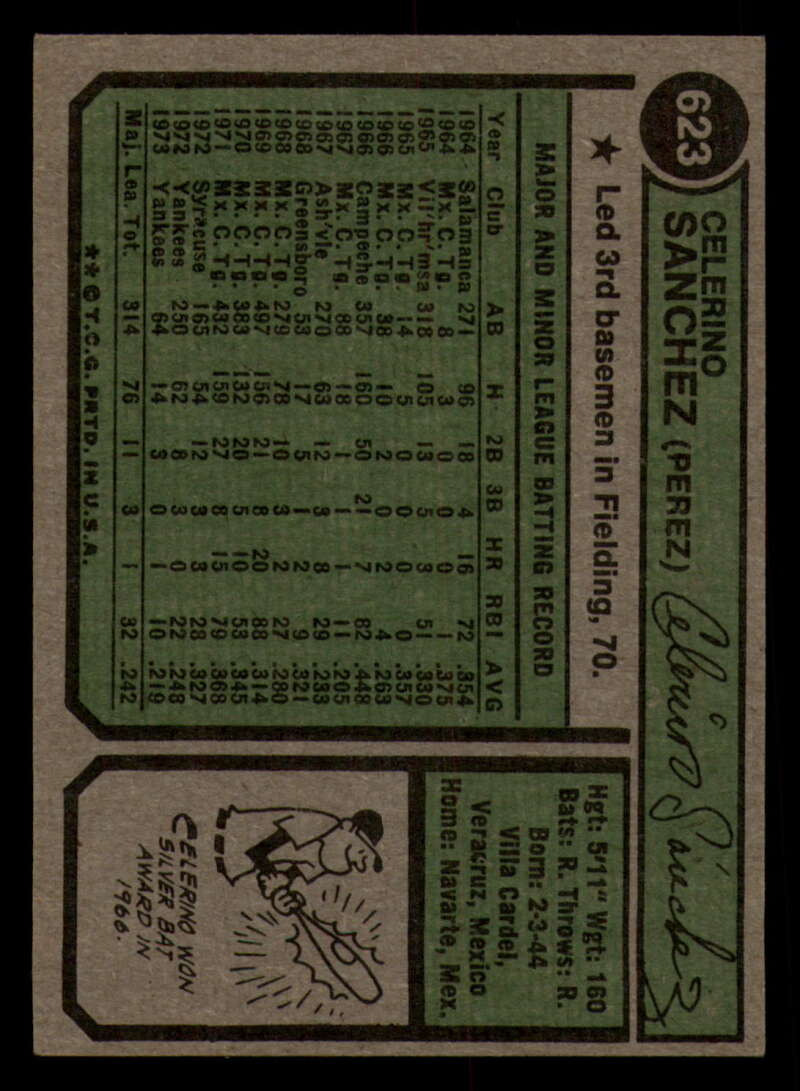 623
CELERINO
SANCHEZ (PEREZ) Celerino Sánchez
★ Led 3rd basemen in Fielding, 70.
MAJOR AND MINOR LEAGUE BATTING RECORD
Year Club AB H 2B 3B HR RBI AVG
1964 Salamanca 271 96 18 4 16 72 .354
1964 Mx. C. Tg. 8 3 0 0 0 1 .375
1965 Vil'hr'msa 318 105 13 5 3 51 .330
1965 Mx. C. Tg. 14 5 0 0 0 0 .357
1966 Mx. C. Tg. 38 10 2 0 2 4 .263
1966 Campeche 357 160 50 21 7 82 .448
1967 Mx. C. Tg. 88 18 1 1 1 8 .205
1967 Ash'vle 270 63 12 3 8 29 .233
1968 Greensboro 53 17 5 1 2 9 .321
1968 Mx. C. Tg. 279 78 10 3 2 27 .280
1969 Mx. C. Tg. 497 156 21 8 20 88 .314
1970 Mx. C. Tg. 383 132 20 5 10 53 .345
1971 Mx. C. Tg. 432 159 27 8 15 79 .368
1972 Syracuse 165 54 12 3 3 28 .327
1972 Yankees 250 62 8 3 0 22 .248
1973 Yankees 64 14 3 0 1 10 .219
Maj. Lea. Tot. 314 76 11 3 1 32 .242
**© T.C.G. PRTD. IN U.S.A.
Hgt: 5'11" Wgt: 160
Bats: R. Throws: R.
Born: 2-3-44
Villa Cardel,
Veracruz, Mexico
Home: Navarte, Mex.
CELERINO WON
SILVER BAT
AWARD IN
1966.